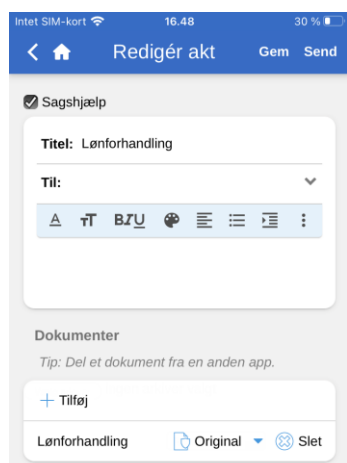 Intet SIM-kort 16.48 30 %
Redigér akt Gem Send
Sagshjælp
Titel: Lønforhandling
Til:
A TT BIU
Dokumenter
Tip: Del et dokument fra en anden app.
+ Tilføj
Lønforhandling Original Slet